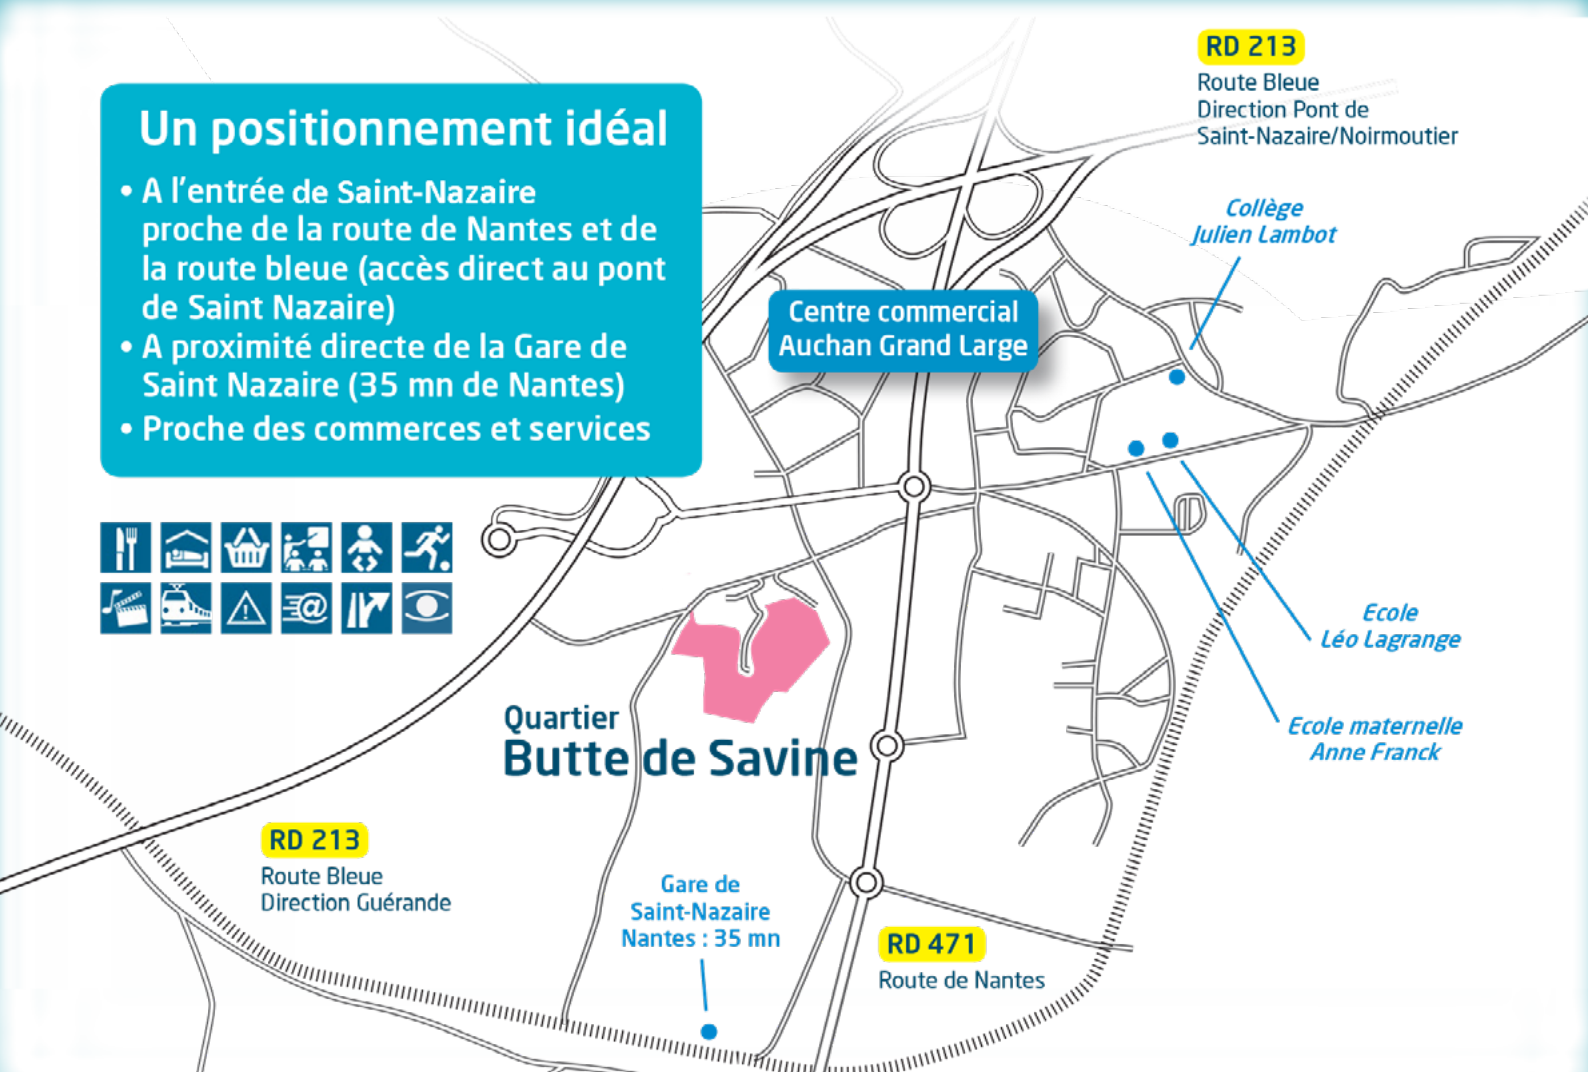 RD 213
Route Bleue
Direction Pont de
Saint-Nazaire/Noirmoutier
Un positionnement idéal
• A l'entrée de Saint-Nazaire
proche de la route de Nantes et de
la route bleue (accès direct au pont
de Saint Nazaire)
• A proximité directe de la Gare de
Saint Nazaire (35 mn de Nantes)
• Proche des commerces et services
Collège
Julien Lambot
Centre commercial
Auchan Grand Large
@
!
Ecole
Léo Lagrange
Ecole maternelle
Anne Franck
Quartier
Butte de Savine
RD 213
Route Bleue
Direction Guérande
Gare de
Saint-Nazaire
Nantes : 35 mn
RD 471
Route de Nantes